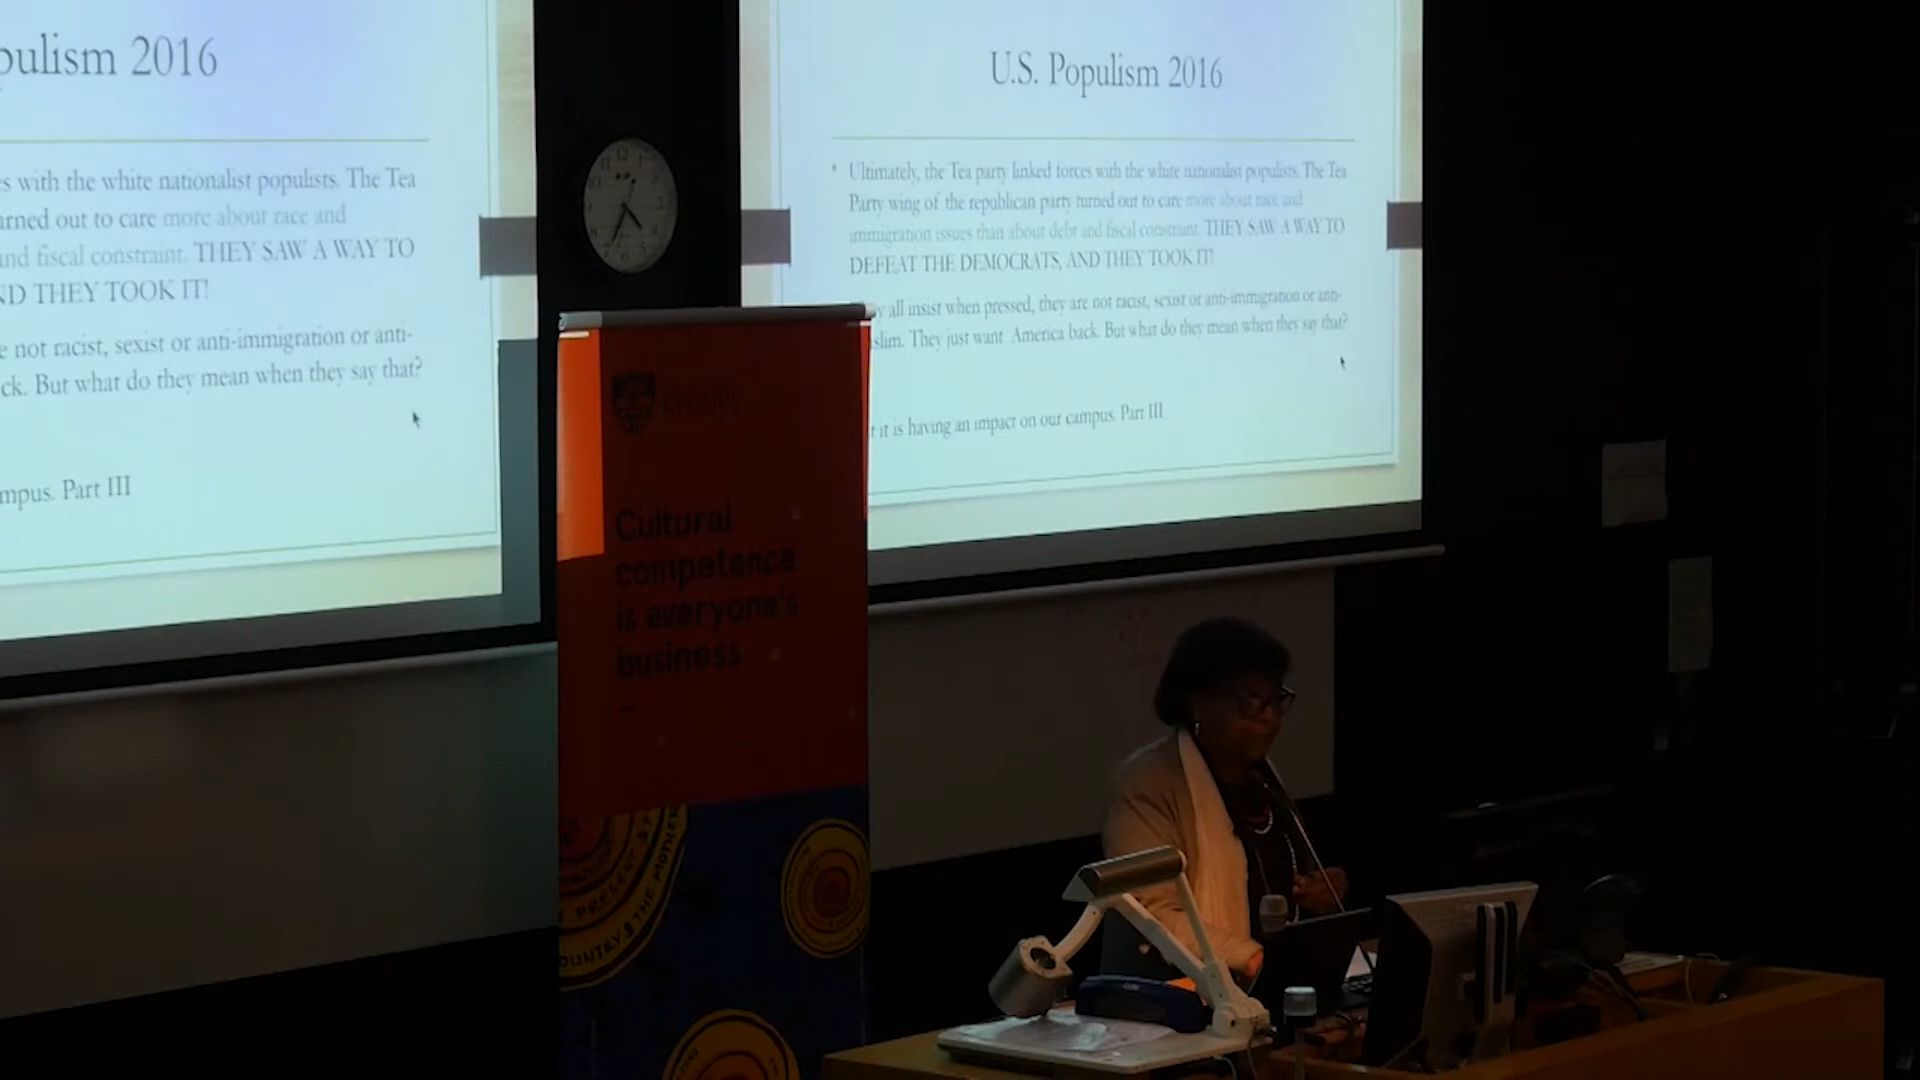 pulism 2016
s with the white nationalist populists. The Tea
urned out to care more about race and
and fiscal constraint. THEY SAW A WAY TO
ND THEY TOOK IT!
e not racist, sexist or anti-immigration or anti-
ck. But what do they mean when they say that?
mpus. Part III
U.S. Populism 2016
Ultimately, the Tea party linked forces with the white nationalist populists. The Tea
Party wing of the republican party turned out to care more about race and
immigration issues than about debt and fiscal constraint. THEY SAW A WAY TO
DEFEAT THE DEMOCRATS, AND THEY TOOK IT!
y all insist when pressed, they are not racist, sexist or anti-immigration or anti-
slim. They just want America back. But what do they mean when they say that?
t it is having an impact on our campus. Part III
Cultural
competence
is everyone's
business
PRESENT &
OUNTRY & THE MOTHER